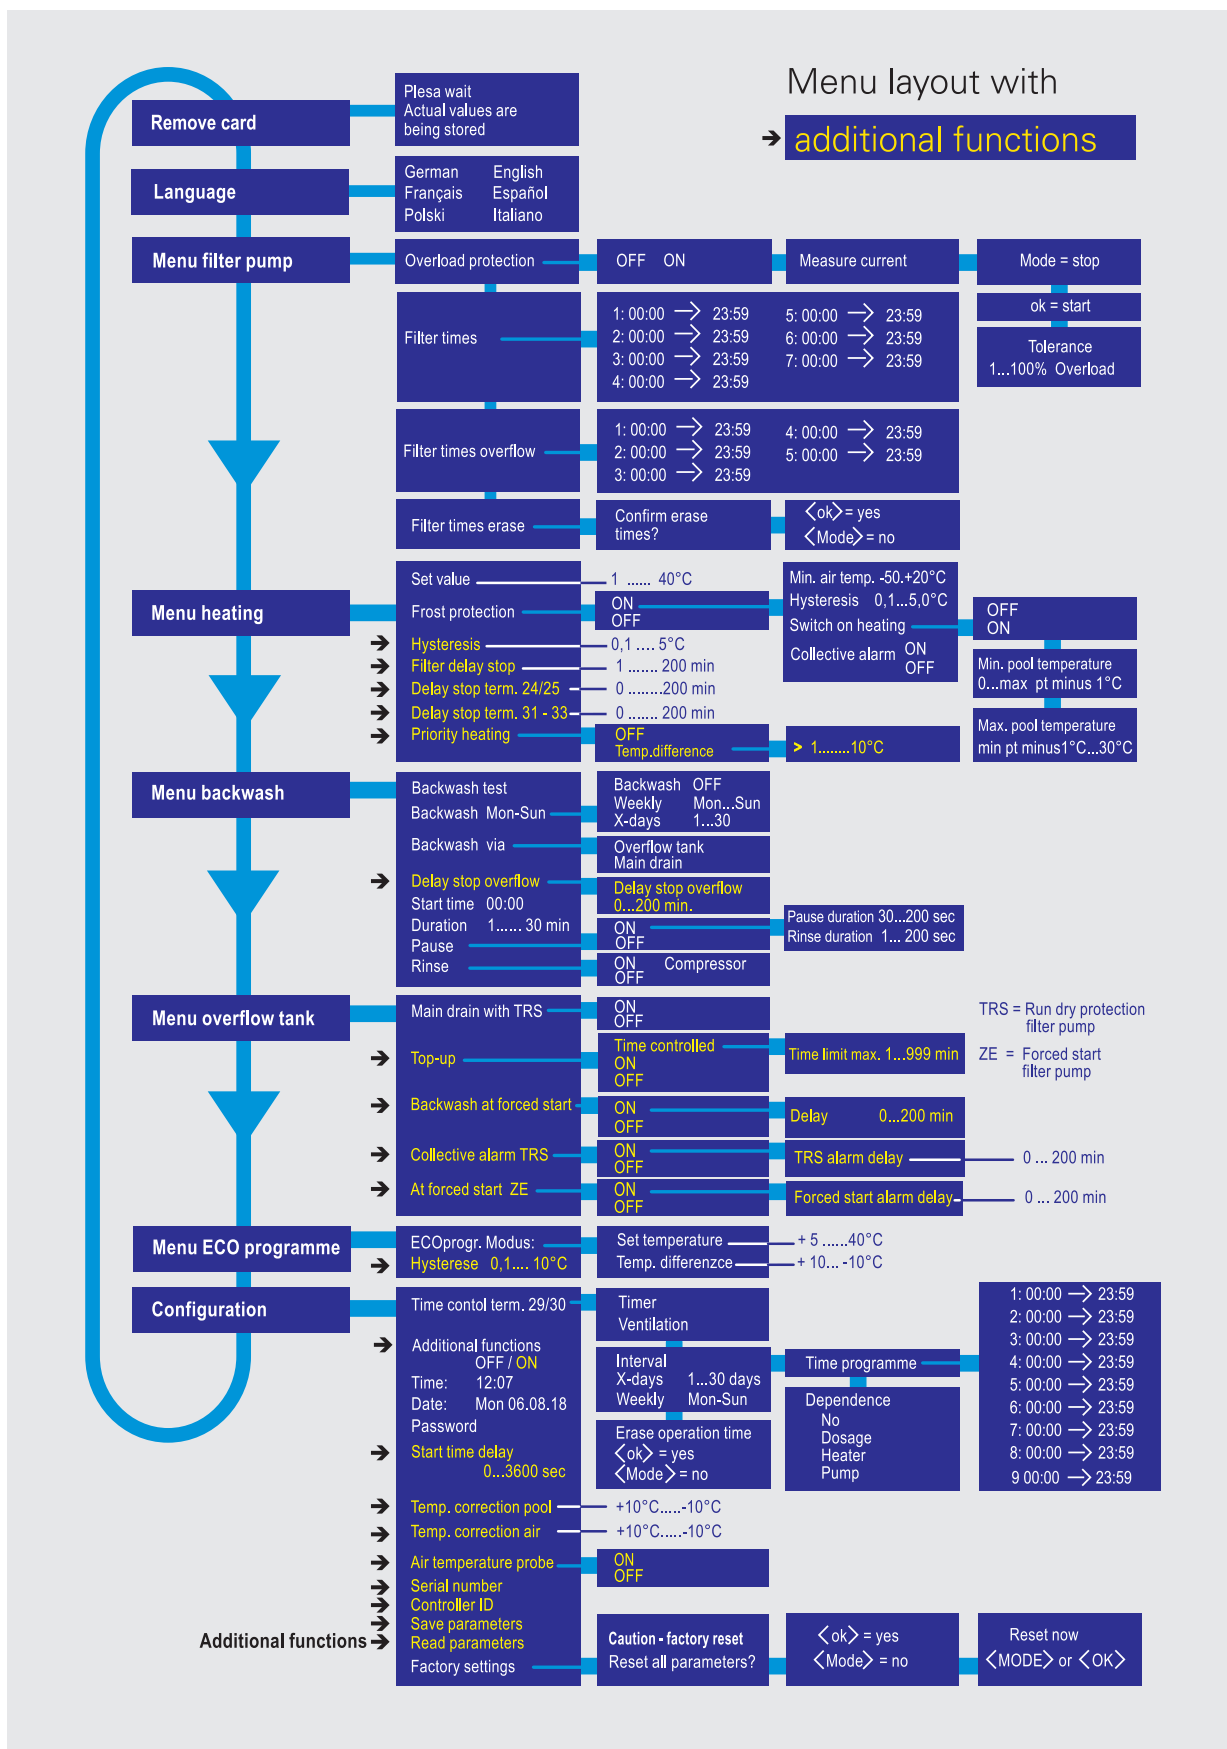 Menu layout with
additional functions
Remove card
Plesa wait
Actual values are
being stored
Language
German English
Français Español
Polski Italiano
Menu filter pump
Overload protection
OFF ON
Measure current
Mode = stop
ok = start
Tolerance
1...100% Overload
Filter times
1: 00:00 → 23:59
2: 00:00 → 23:59
3: 00:00 → 23:59
4: 00:00 → 23:59
5: 00:00 → 23:59
6: 00:00 → 23:59
7: 00:00 → 23:59
Filter times overflow
1: 00:00 → 23:59
2: 00:00 → 23:59
3: 00:00 → 23:59
4: 00:00 → 23:59
5: 00:00 → 23:59
Filter times erase
Confirm erase
times?
<ok> = yes
<Mode> = no
Menu heating
Set value
1 ...... 40°C
Frost protection
ON
OFF
Min. air temp. -50.+20°C
Hysteresis 0,1...5,0°C
Switch on heating
Collective alarm ON
OFF
OFF
ON
Min. pool temperature
0...max pt minus 1°C
Max. pool temperature
min pt minus1°C...30°C
Hysteresis
0,1 .... 5°C
Filter delay stop
1 ....... 200 min
Delay stop term. 24/25
0 ........200 min
Delay stop term. 31 - 33
0 ....... 200 min
Priority heating
OFF
Temp.difference
> 1........10°C
Menu backwash
Backwash test
Backwash Mon-Sun
Backwash OFF
Weekly Mon...Sun
X-days 1...30
Backwash via
Overflow tank
Main drain
Delay stop overflow
Delay stop overflow
0...200 min.
Start time 00:00
Duration 1...... 30 min
Pause
ON
OFF
Pause duration 30...200 sec
Rinse duration 1... 200 sec
Rinse
ON Compressor
OFF
Menu overflow tank
Main drain with TRS
ON
OFF
TRS = Run dry protection
filter pump
ZE = Forced start
filter pump
Top-up
Time controlled
ON
OFF
Time limit max. 1...999 min
Backwash at forced start
ON
OFF
Delay 0...200 min
Collective alarm TRS
ON
OFF
TRS alarm delay
0 ... 200 min
At forced start ZE
ON
OFF
Forced start alarm delay
0 ... 200 min
Menu ECO programme
ECOprogr. Modus:
Hysterese 0,1.... 10°C
Set temperature
+ 5 ......40°C
Temp. differenzce
+ 10... -10°C
Configuration
Time contol term. 29/30
Timer
Ventilation
Additional functions
OFF / ON
Time: 12:07
Date: Mon 06.08.18
Password
Start time delay
0...3600 sec
Interval
X-days 1...30 days
Weekly Mon-Sun
Erase operation time
<ok> = yes
<Mode> = no
Time programme
Dependence
No
Dosage
Heater
Pump
1: 00:00 → 23:59
2: 00:00 → 23:59
3: 00:00 → 23:59
4: 00:00 → 23:59
5: 00:00 → 23:59
6: 00:00 → 23:59
7: 00:00 → 23:59
8: 00:00 → 23:59
9 00:00 → 23:59
Temp. correction pool
+10°C.....-10°C
Temp. correction air
+10°C.....-10°C
Air temperature probe
ON
OFF
Serial number
Controller ID
Save parameters
Additional functions
Read parameters
Factory settings
Caution - factory reset
Reset all parameters?
<ok> = yes
<Mode> = no
Reset now
<MODE> or <OK>